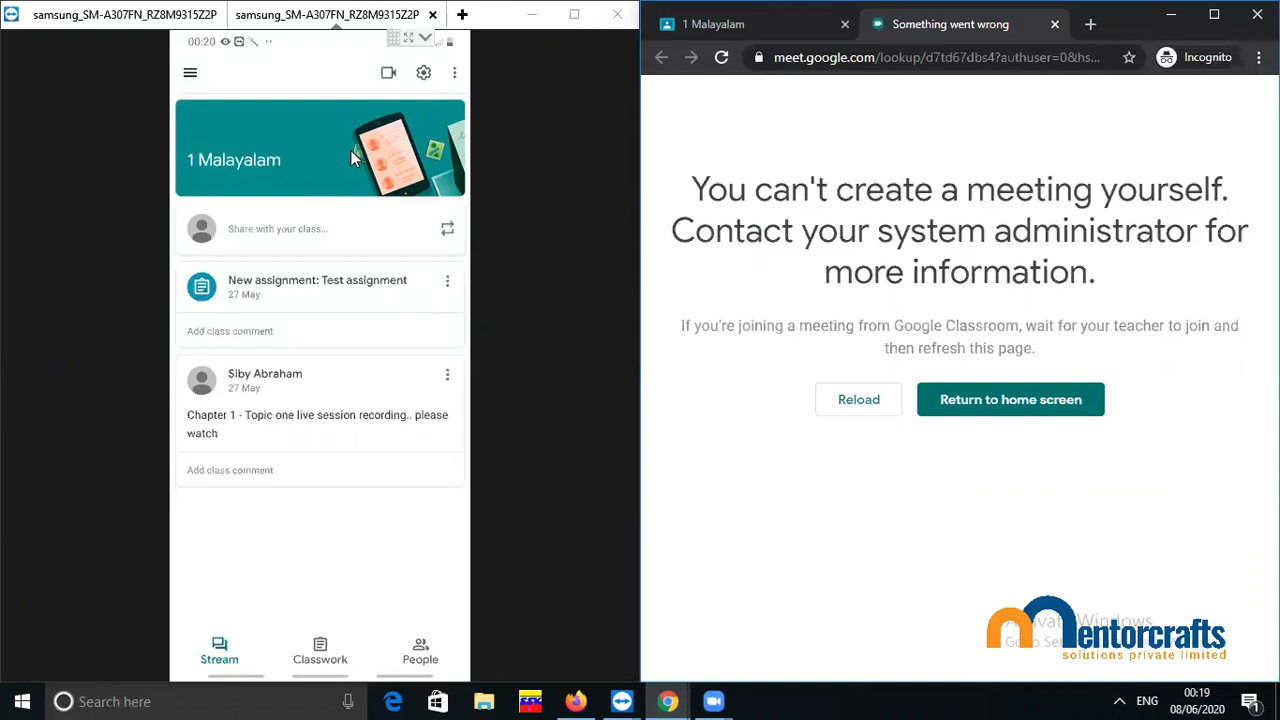 samsung_SM-A307FN_RZ8M9315Z2P
samsung_SM-A307FN_RZ8M9315Z2P
00:20
1 Malayalam
Share with your class...
New assignment: Test assignment
27 May
Add class comment
Siby Abraham
27 May
Chapter 1 - Topic one live session recording.. please
watch
Add class comment
Stream
Classwork
People
1 Malayalam
Something went wrong
meet.google.com/lookup/d7td67dbs4?authuser=0&hs...
Incognito
You can't create a meeting yourself.
Contact your system administrator for
more information.
If you're joining a meeting from Google Classroom, wait for your teacher to join and
then refresh this page.
Reload
Return to home screen
Windows
mentorcrafts
solutions private limited
Search
ENG
00:19
08/06/2020
1